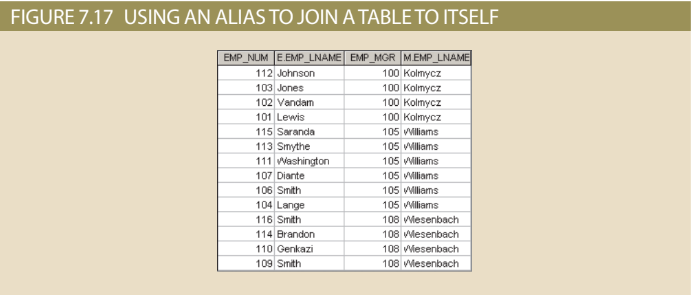 FIGURE 7.17 USING AN ALIAS TO JOIN A TABLE TO ITSELF
EMP_NUM E.EMP_LNAME EMP_MGR M.EMP_LNAME
112 Johnson 100 Kolmycz
103 Jones 100 Kolmycz
102 Vandam 100 Kolmycz
101 Lewis 100 Kolmycz
115 Saranda 105 Williams
113 Smythe 105 Williams
111 Washington 105 Williams
107 Diante 105 Williams
106 Smith 105 Williams
104 Lange 105 Williams
116 Smith 108 Wiesenbach
114 Brandon 108 Wiesenbach
110 Genkazi 108 Wiesenbach
109 Smith 108 Wiesenbach